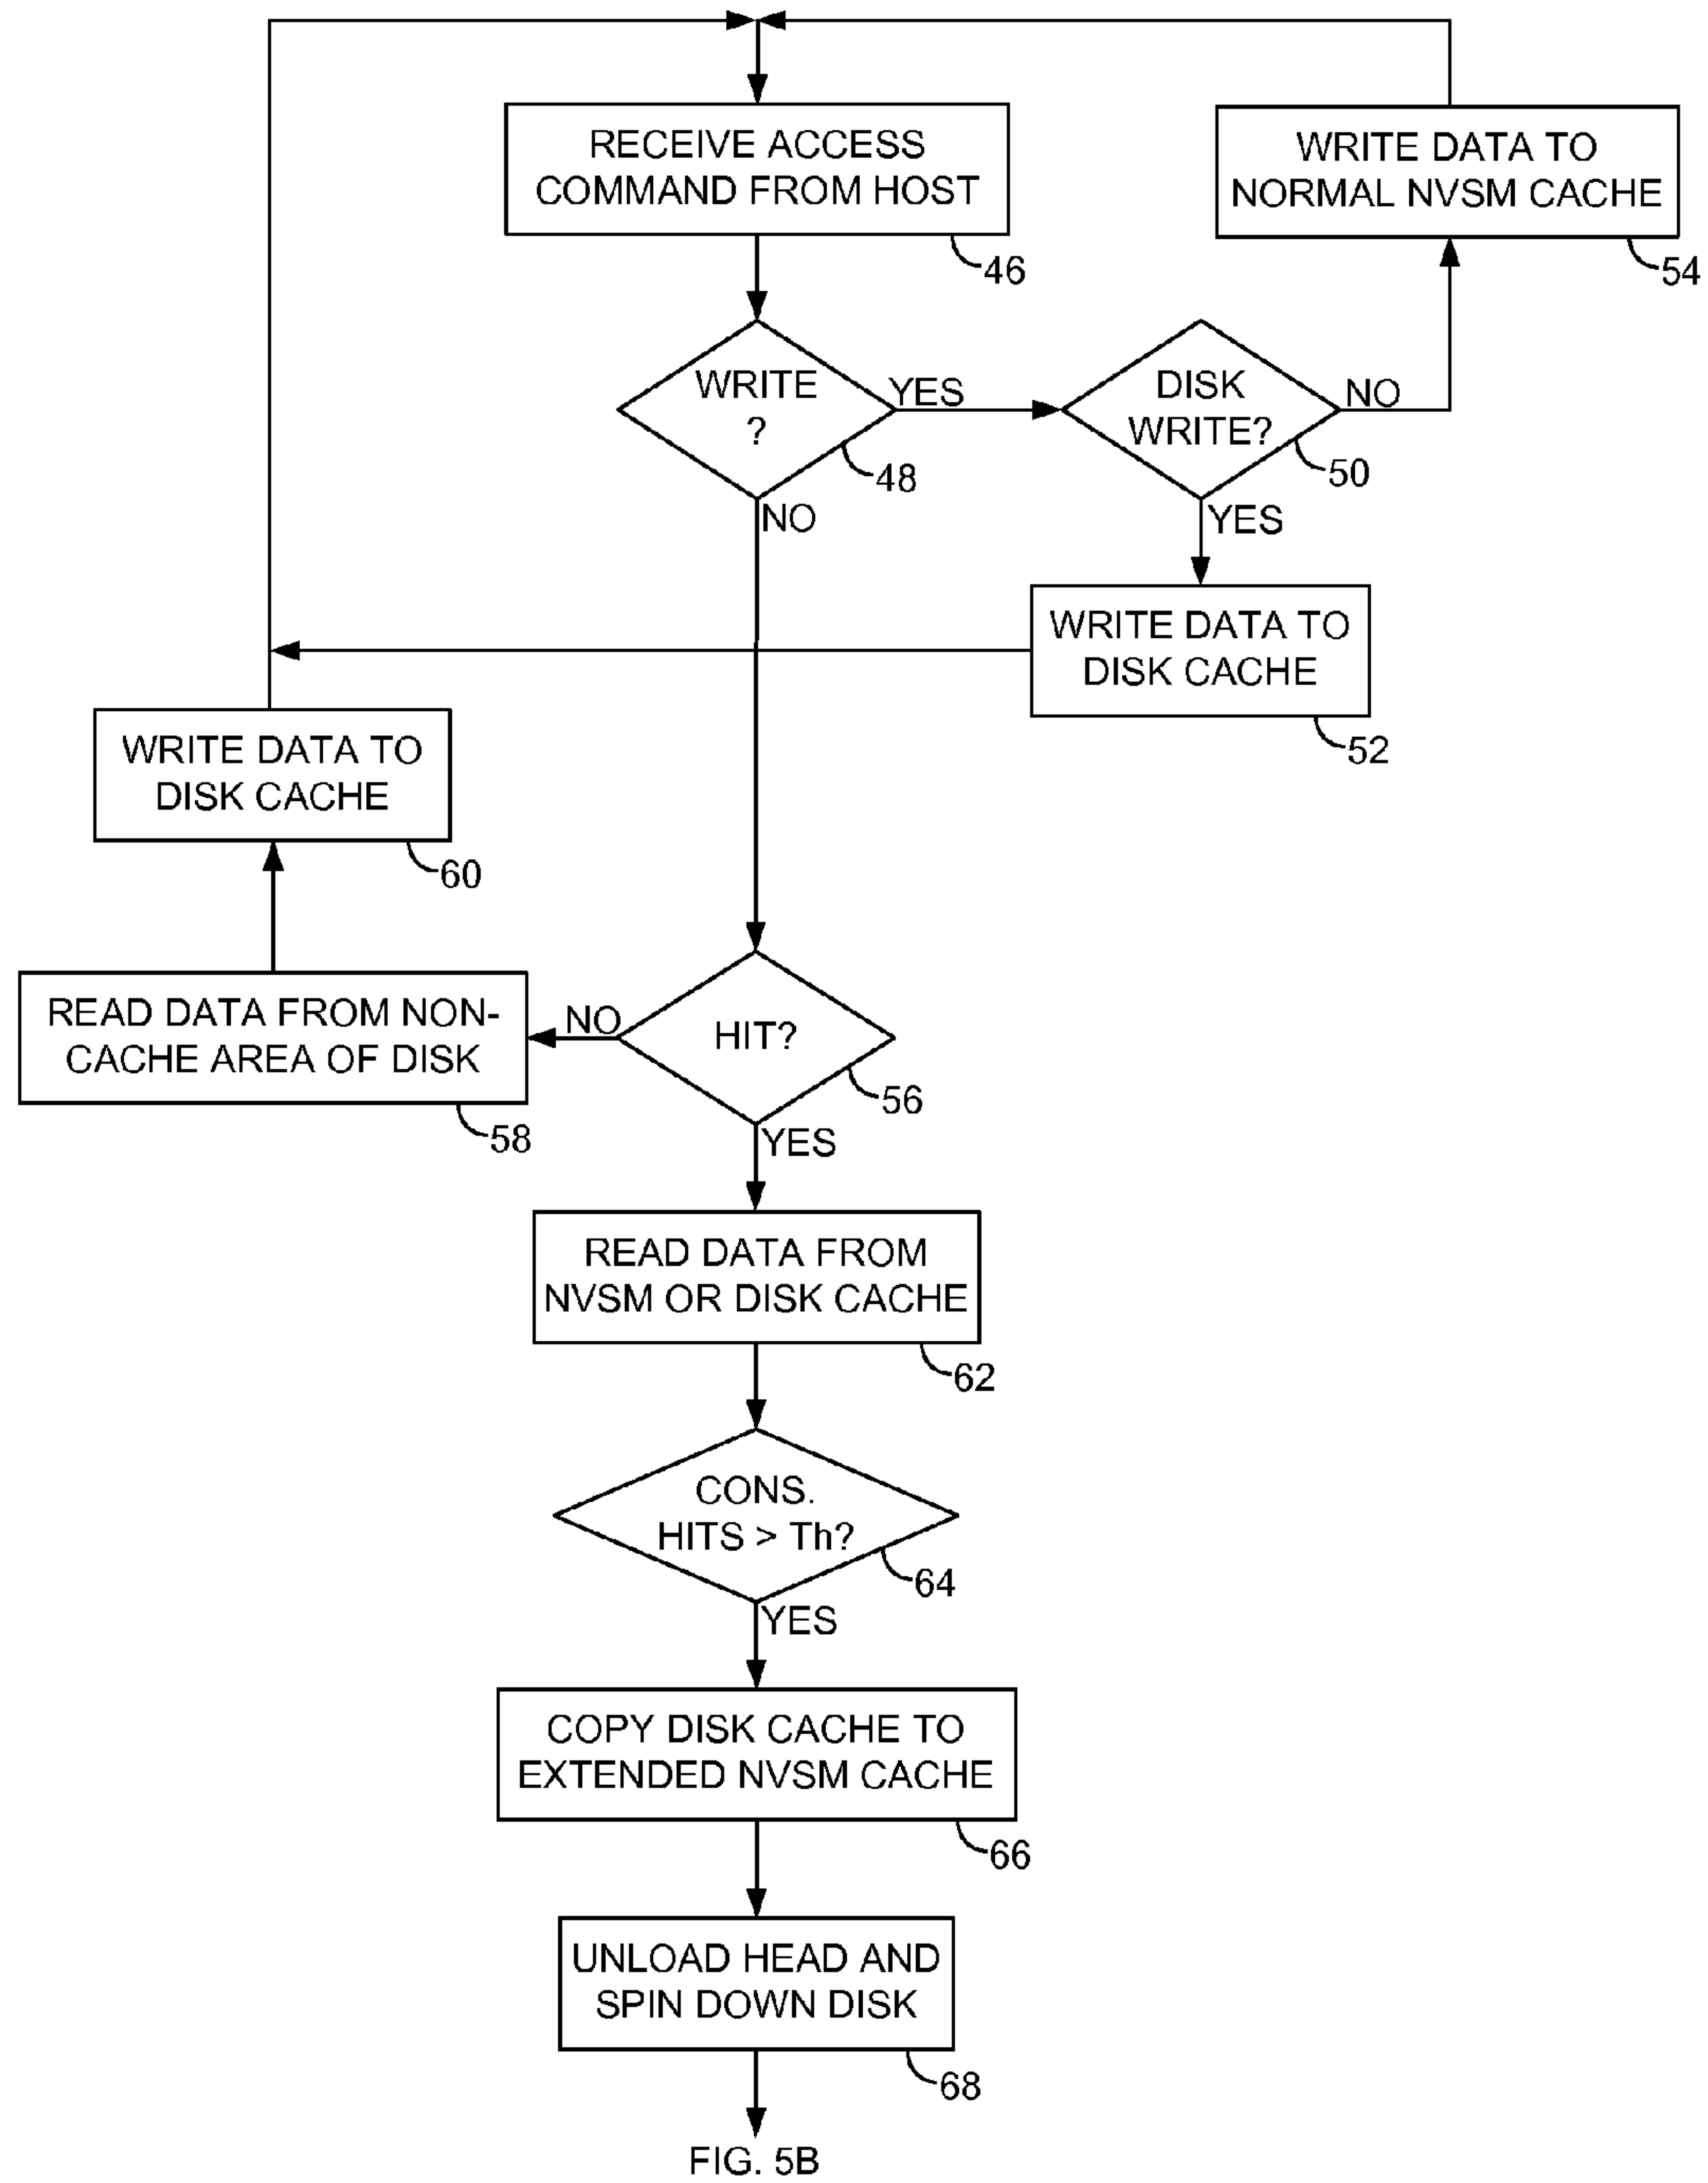 RECEIVE ACCESS
COMMAND FROM HOST
46
WRITE DATA TO
NORMAL NVSM CACHE
54
WRITE
?
YES
48
NO
DISK
WRITE?
NO
50
YES
WRITE DATA TO
DISK CACHE
52
WRITE DATA TO
DISK CACHE
60
READ DATA FROM NON-
CACHE AREA OF DISK
58
NO
HIT?
56
YES
READ DATA FROM
NVSM OR DISK CACHE
62
CONS.
HITS > Th?
64
YES
COPY DISK CACHE TO
EXTENDED NVSM CACHE
66
UNLOAD HEAD AND
SPIN DOWN DISK
68
FIG. 5B